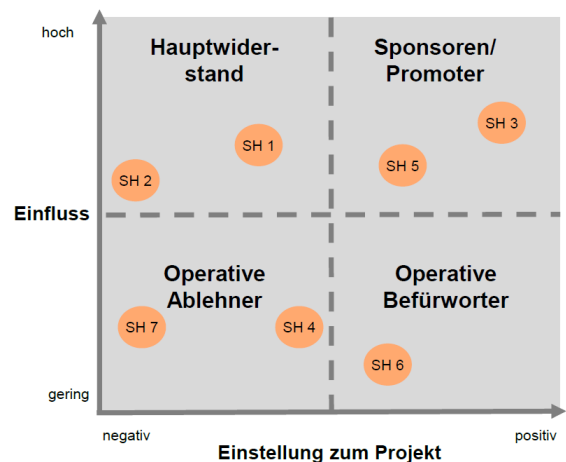 hoch
Hauptwider-
stand
Sponsoren/
Promoter
SH 3
SH 1
SH 5
SH 2
Einfluss
Operative
Ablehner
Operative
Befürworter
SH 7
SH 4
SH 6
gering
negativ
positiv
Einstellung zum Projekt